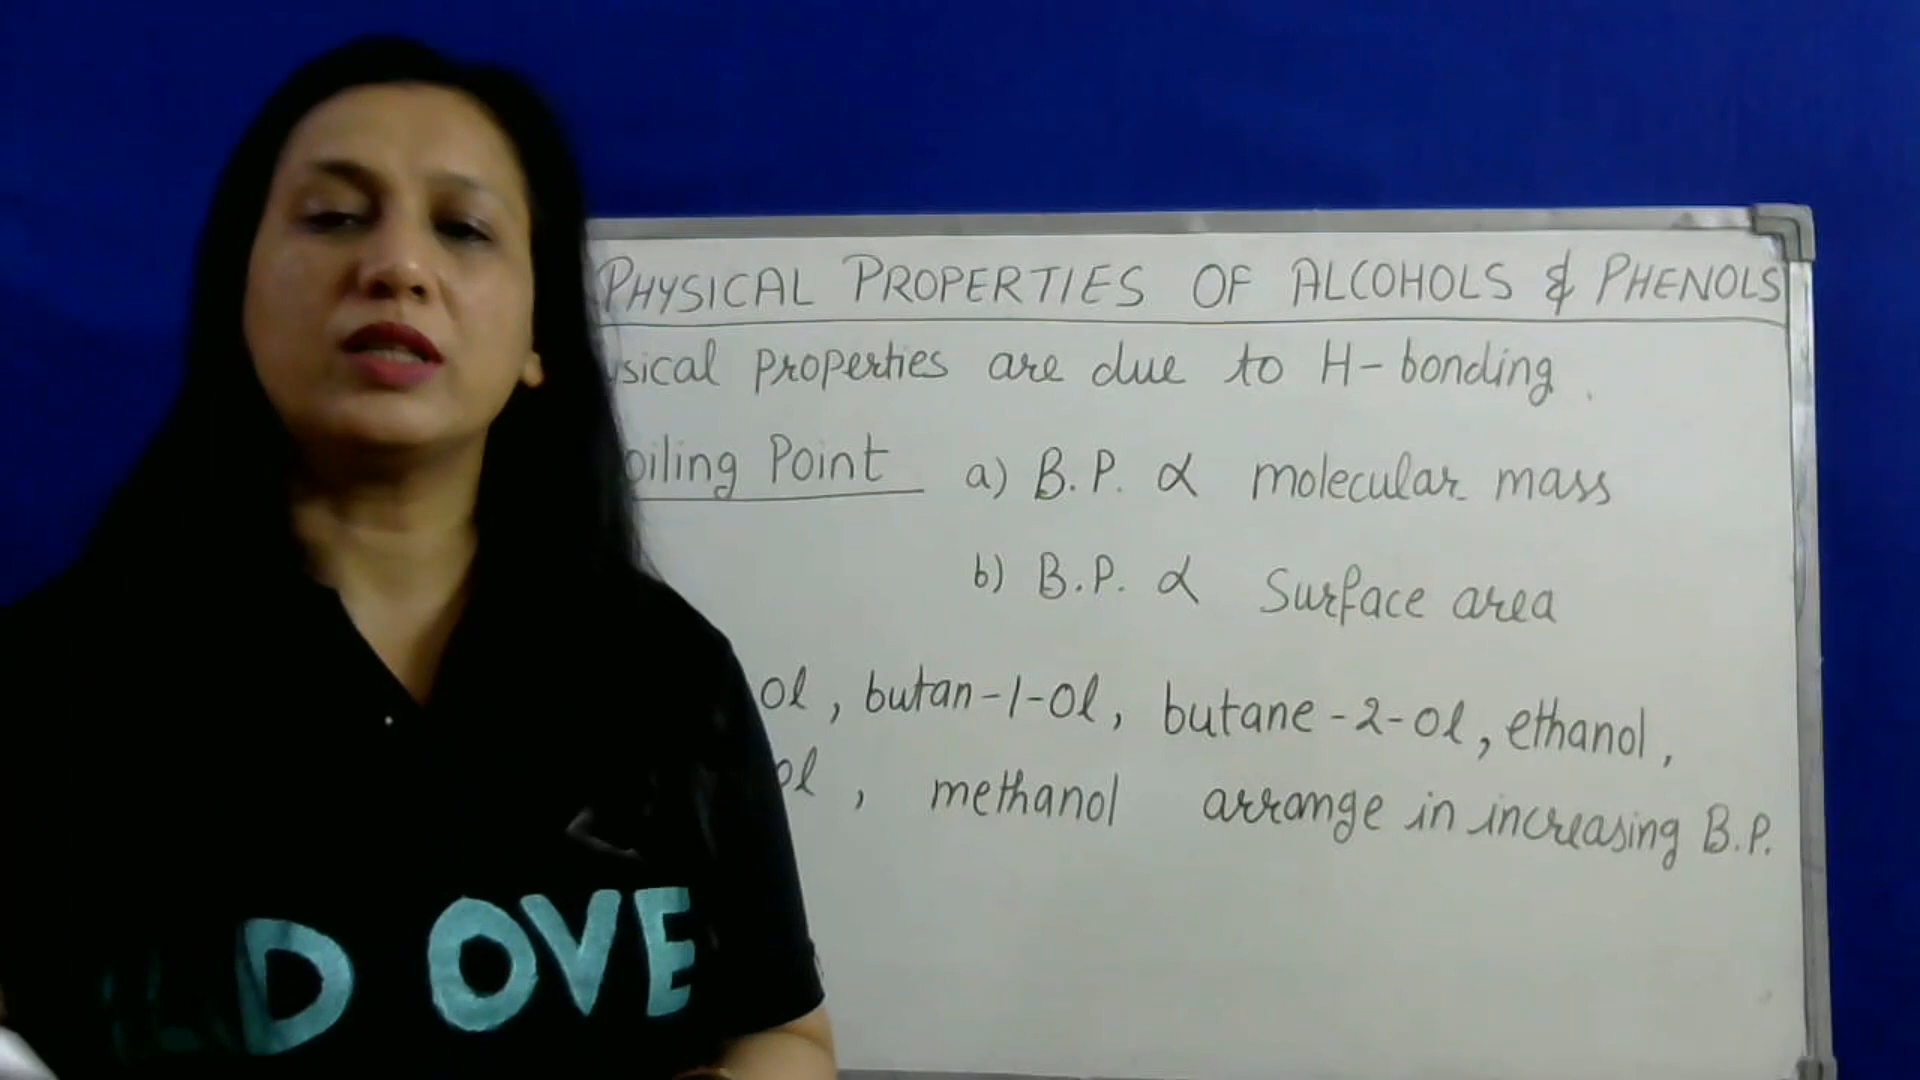 PHYSICAL PROPERTIES OF ALCOHOLS & PHENOLS
sical properties are due to H-bonding.
oiling Point a) B.P. ∝ molecular mass
b) B.P. ∝ Surface area
ol, butan-1-ol, butane-2-ol, ethanol,
ol, methanol arrange in increasing B.P.
D OVE